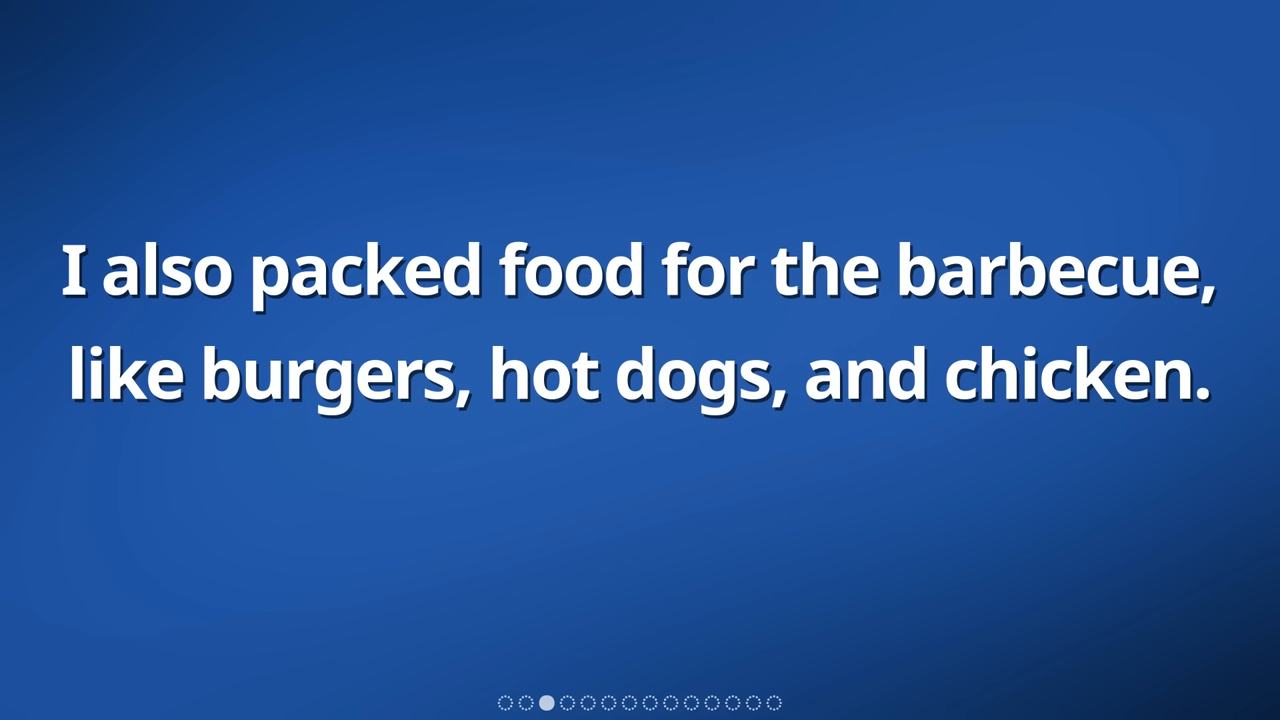 I also packed food for the barbecue,
like burgers, hot dogs, and chicken.